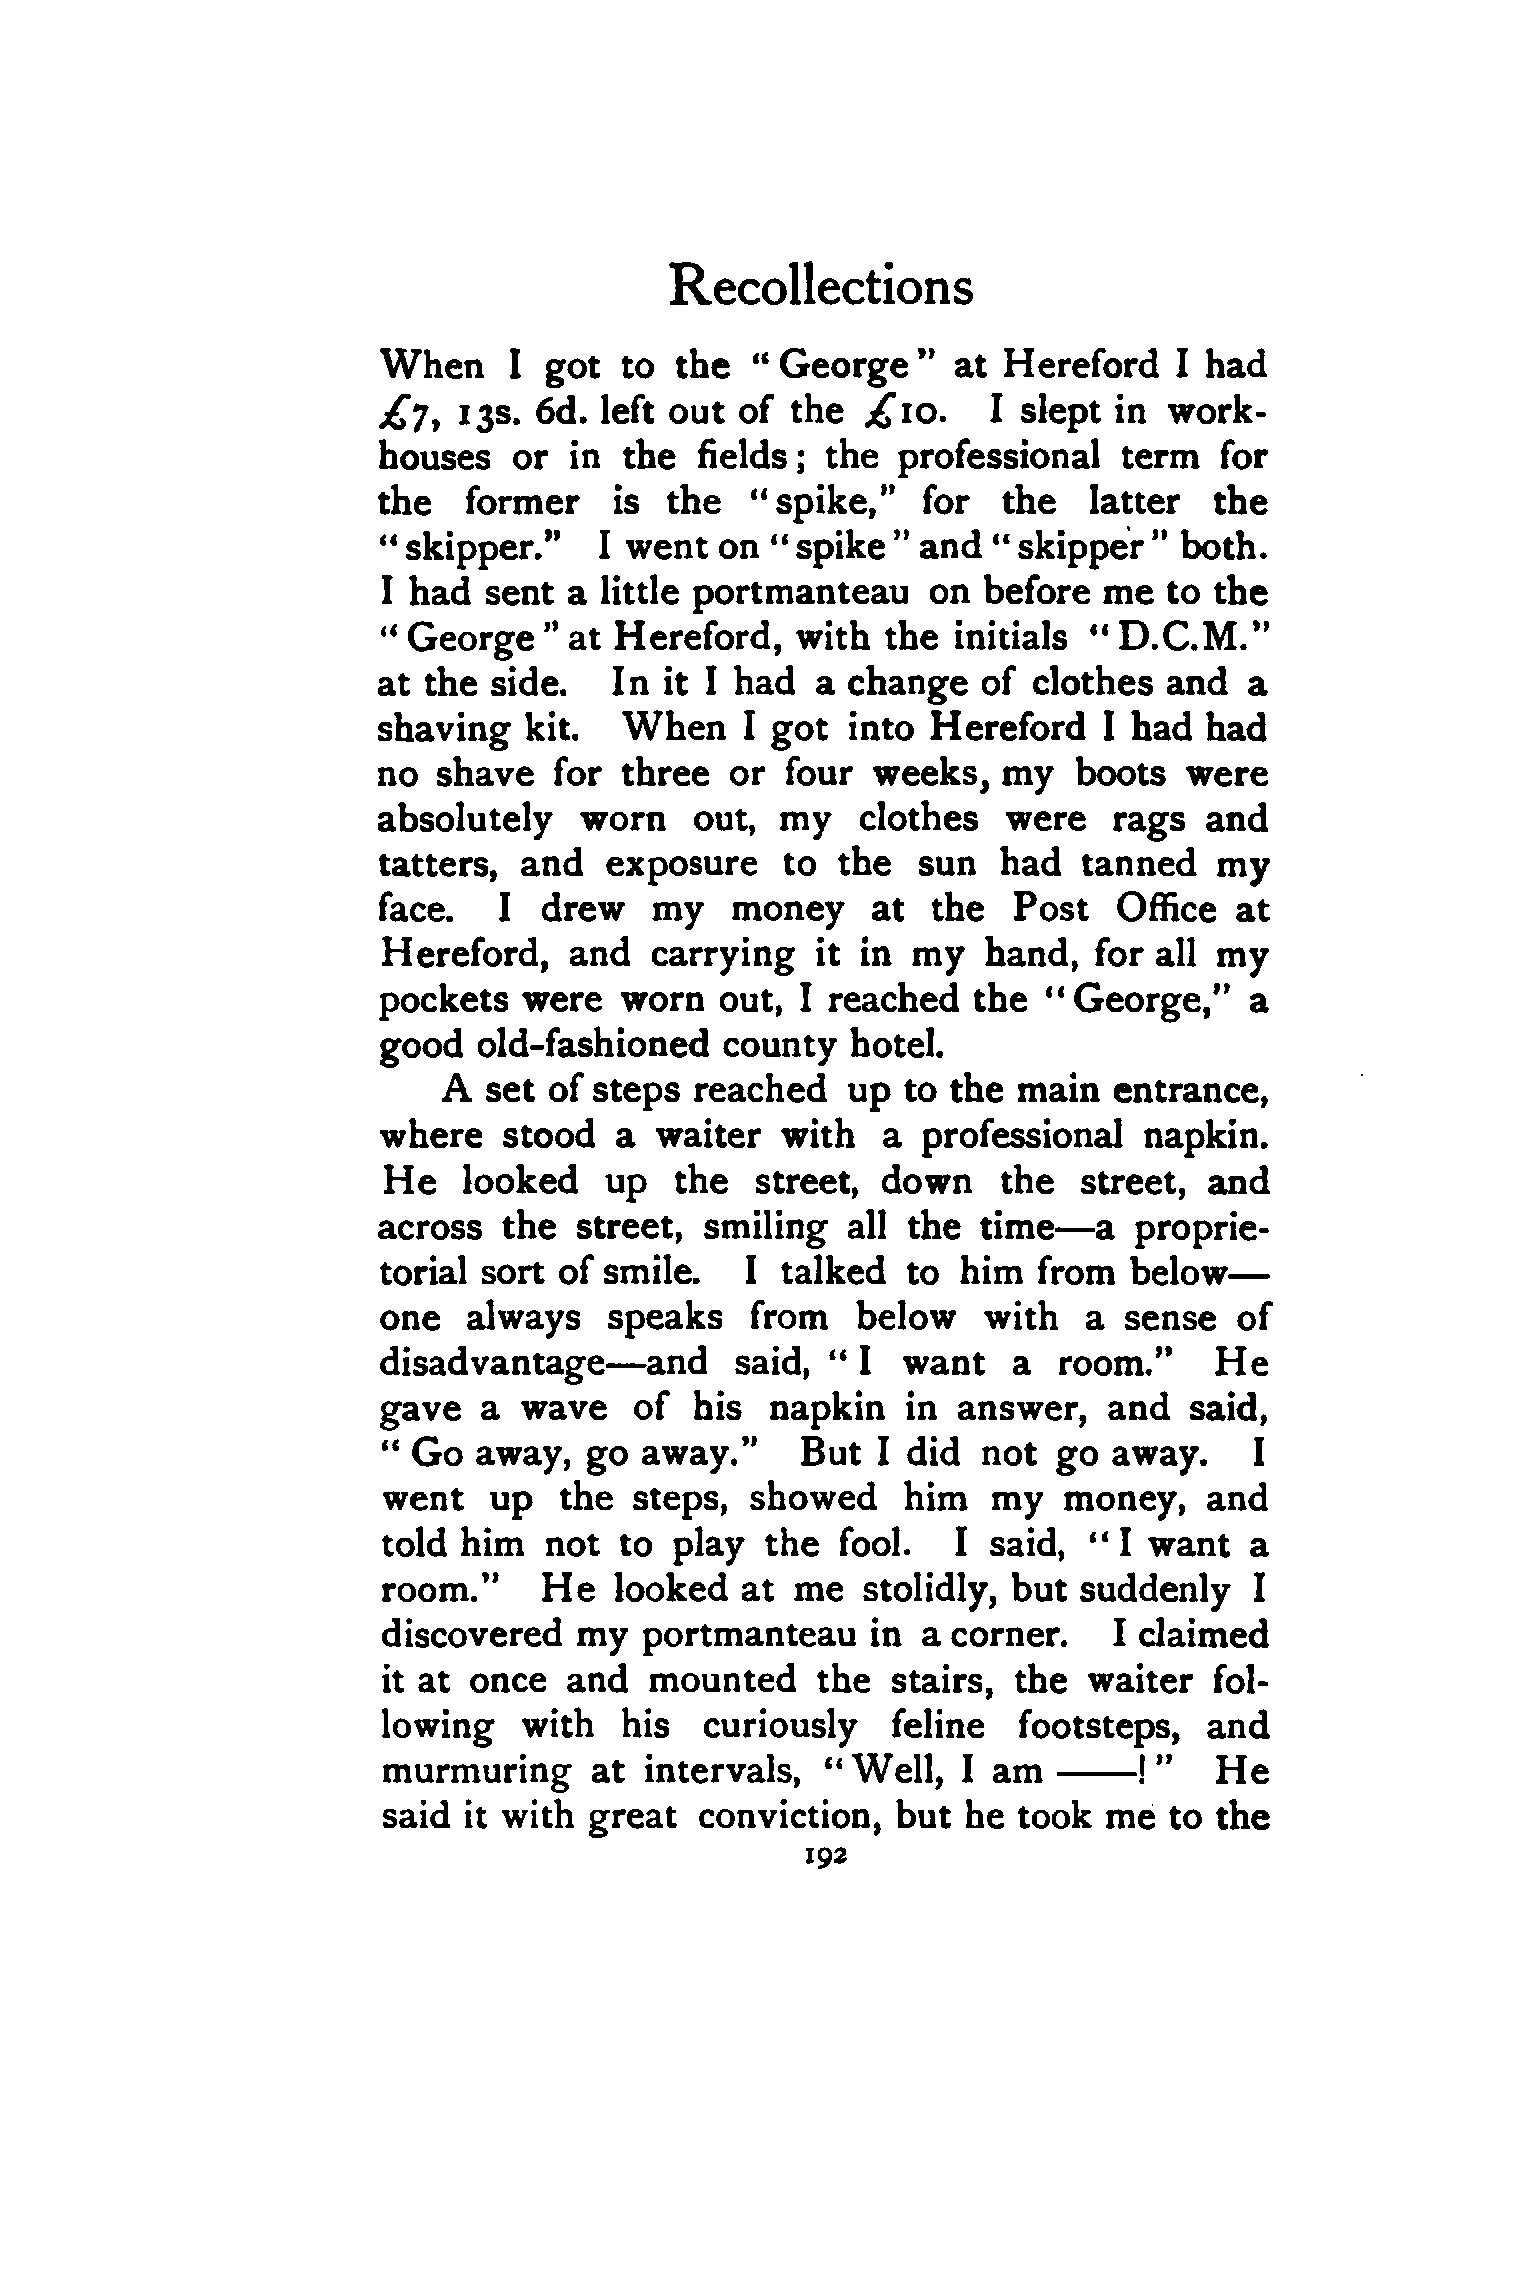 Recollections
When I got to the "George" at Hereford I had
£7, 13s. 6d. left out of the £10. I slept in work-
houses or in the fields; the professional term for
the former is the "spike," for the latter the
"skipper." I went on "spike" and "skipper" both.
I had sent a little portmanteau on before me to the
"George" at Hereford, with the initials "D.C.M."
at the side. In it I had a change of clothes and a
shaving kit. When I got into Hereford I had had
no shave for three or four weeks, my boots were
absolutely worn out, my clothes were rags and
tatters, and exposure to the sun had tanned my
face. I drew my money at the Post Office at
Hereford, and carrying it in my hand, for all my
pockets were worn out, I reached the "George," a
good old-fashioned county hotel.
A set of steps reached up to the main entrance,
where stood a waiter with a professional napkin.
He looked up the street, down the street, and
across the street, smiling all the time—a proprie-
torial sort of smile. I talked to him from below—
one always speaks from below with a sense of
disadvantage—and said, "I want a room." He
gave a wave of his napkin in answer, and said,
"Go away, go away." But I did not go away. I
went up the steps, showed him my money, and
told him not to play the fool. I said, "I want a
room." He looked at me stolidly, but suddenly I
discovered my portmanteau in a corner. I claimed
it at once and mounted the stairs, the waiter fol-
lowing with his curiously feline footsteps, and
murmuring at intervals, "Well, I am ——!" He
said it with great conviction, but he took me to the
192